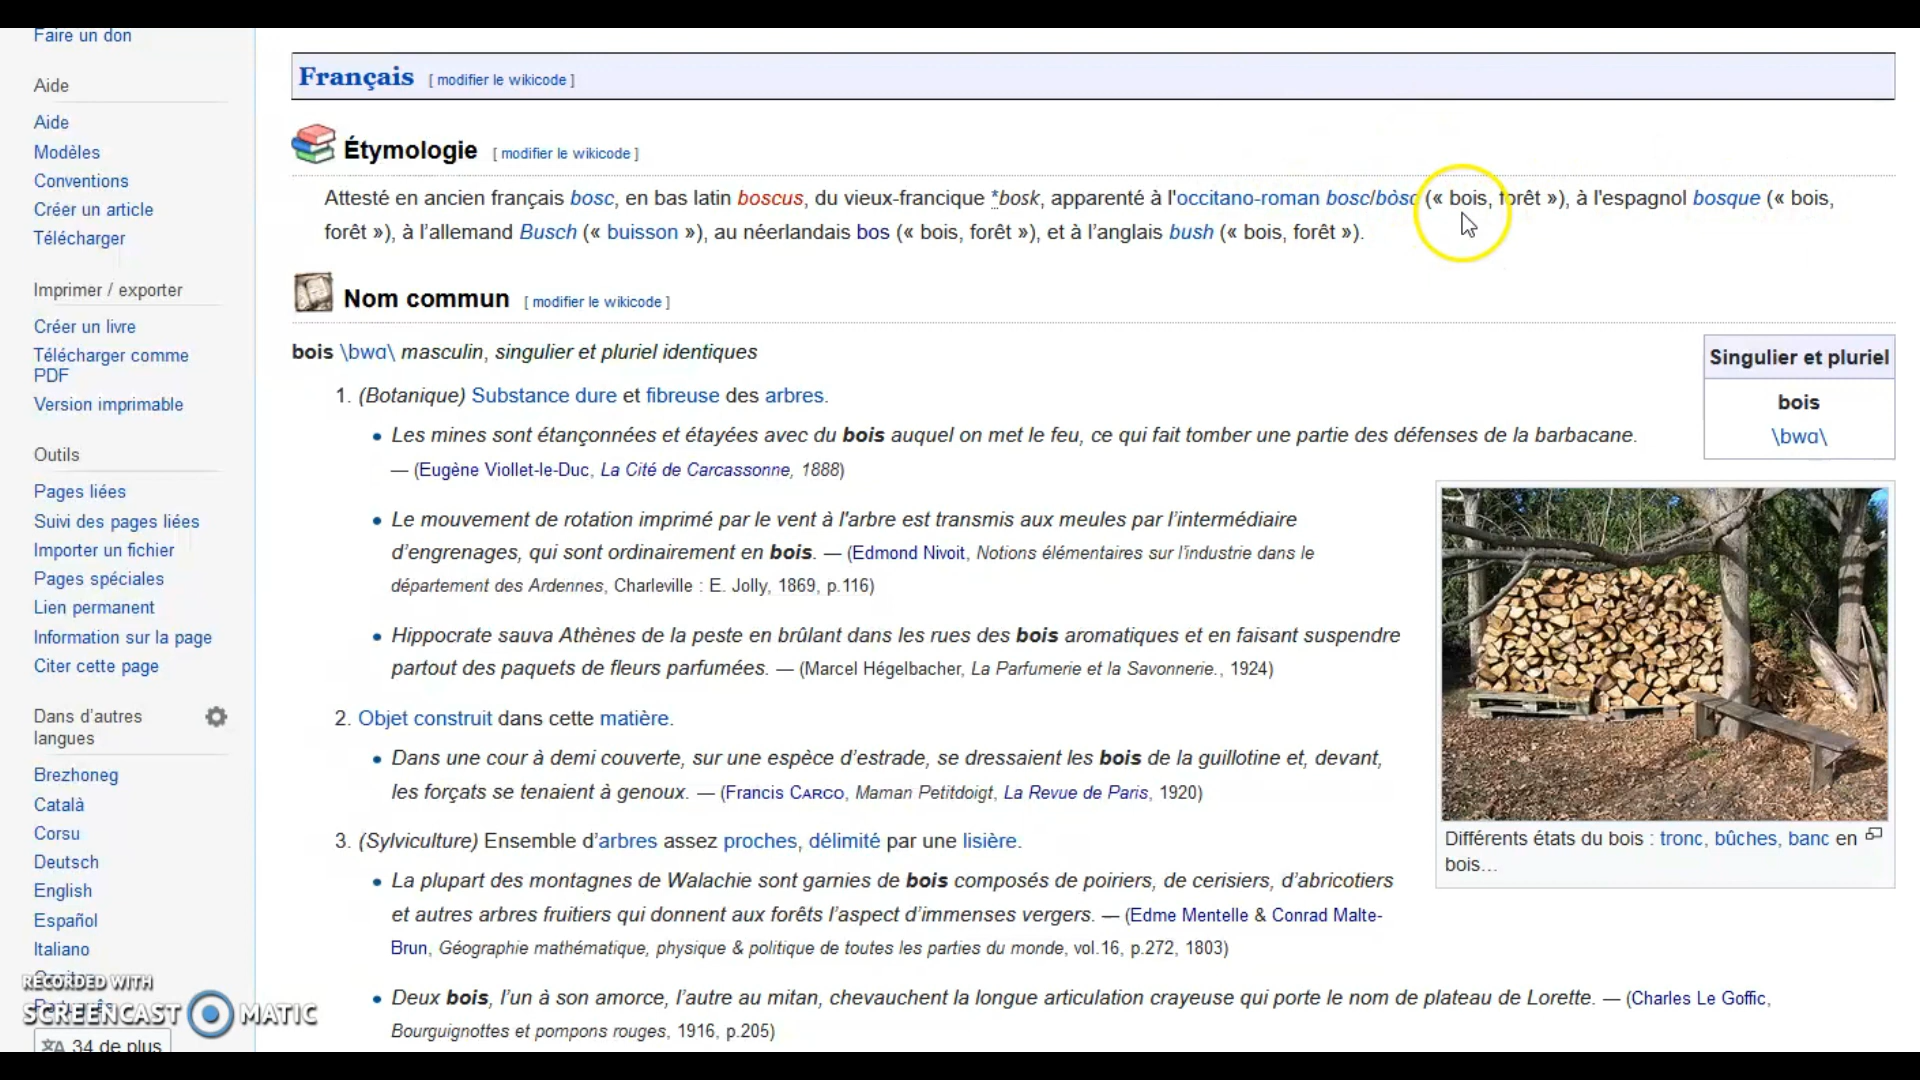 Faire un don
Aide
Aide
Modèles
Conventions
Créer un article
Télécharger
Imprimer / exporter
Créer un livre
Télécharger comme
PDF
Version imprimable
Outils
Pages liées
Suivi des pages liées
Importer un fichier
Pages spéciales
Lien permanent
Information sur la page
Citer cette page
Dans d’autres
langues
Brezhoneg
Català
Corsu
Deutsch
English
Español
Italiano
RECORDED WITH
SCREENCAST MATIC
34 de plus
Français [ modifier le wikicode ]
Étymologie [ modifier le wikicode ]
Attesté en ancien français bosc, en bas latin boscus, du vieux-francique *bosk, apparenté à l'occitano-roman bosc/bòsc (« bois, forêt »), à l'espagnol bosque (« bois,
forêt »), à l’allemand Busch (« buisson »), au néerlandais bos (« bois, forêt »), et à l’anglais bush (« bois, forêt »).
Nom commun [ modifier le wikicode ]
bois \bwɑ\ masculin, singulier et pluriel identiques
1. (Botanique) Substance dure et fibreuse des arbres.
• Les mines sont étançonnées et étayées avec du bois auquel on met le feu, ce qui fait tomber une partie des défenses de la barbacane.
— (Eugène Viollet-le-Duc, La Cité de Carcassonne, 1888)
• Le mouvement de rotation imprimé par le vent à l'arbre est transmis aux meules par l’intermédiaire
d’engrenages, qui sont ordinairement en bois. — (Edmond Nivoit, Notions élémentaires sur l’industrie dans le
département des Ardennes, Charleville : E. Jolly, 1869, p.116)
• Hippocrate sauva Athènes de la peste en brûlant dans les rues des bois aromatiques et en faisant suspendre
partout des paquets de fleurs parfumées. — (Marcel Hégelbacher, La Parfumerie et la Savonnerie., 1924)
2. Objet construit dans cette matière.
• Dans une cour à demi couverte, sur une espèce d’estrade, se dressaient les bois de la guillotine et, devant,
les forçats se tenaient à genoux. — (Francis Carco, Maman Petitdoigt, La Revue de Paris, 1920)
3. (Sylviculture) Ensemble d’arbres assez proches, délimité par une lisière.
• La plupart des montagnes de Walachie sont garnies de bois composés de poiriers, de cerisiers, d’abricotiers
et autres arbres fruitiers qui donnent aux forêts l’aspect d’immenses vergers. — (Edme Mentelle & Conrad Malte-
Brun, Géographie mathématique, physique & politique de toutes les parties du monde, vol.16, p.272, 1803)
• Deux bois, l’un à son amorce, l’autre au mitan, chevauchent la longue articulation crayeuse qui porte le nom de plateau de Lorette. — (Charles Le Goffic,
Bourguignottes et pompons rouges, 1916, p.205)
Singulier et pluriel
bois
\bwɑ\
Différents états du bois : tronc, bûches, banc en
bois…